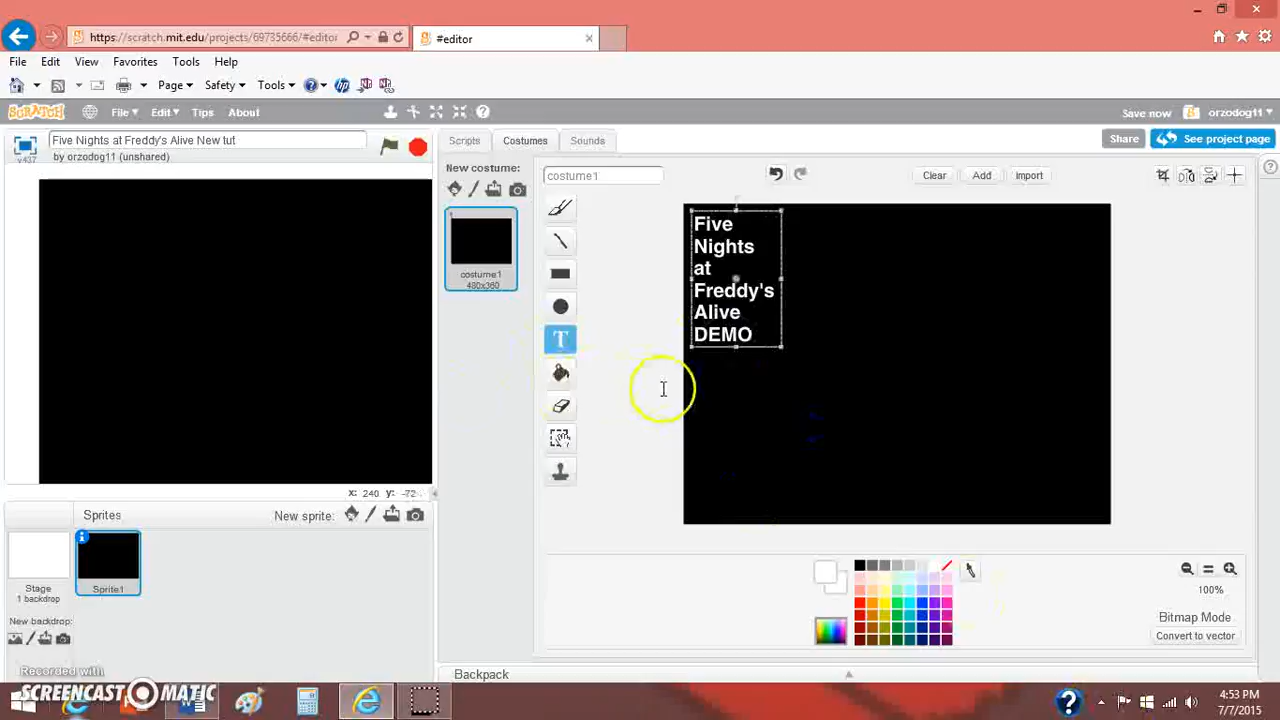 https://scratch.mit.edu/projects/69735666/#editor
#editor
File Edit View Favorites Tools Help
Page Safety Tools
SCRATCH File Edit Tips About
Save now orzodog11
Five Nights at Freddy's Alive New tut
by orzodog11 (unshared)
v437
Scripts Costumes Sounds
Share See project page
New costume:
costume1
Clear Add Import
1
costume1
480x360
Five
Nights
at
Freddy's
Alive
DEMO
T
x: 240 y: -72
Sprites New sprite:
Stage
1 backdrop
Sprite1
New backdrop:
100%
Bitmap Mode
Convert to vector
Backpack
Recorded with
SCREENCAST-O-MATIC
4:53 PM
7/7/2015